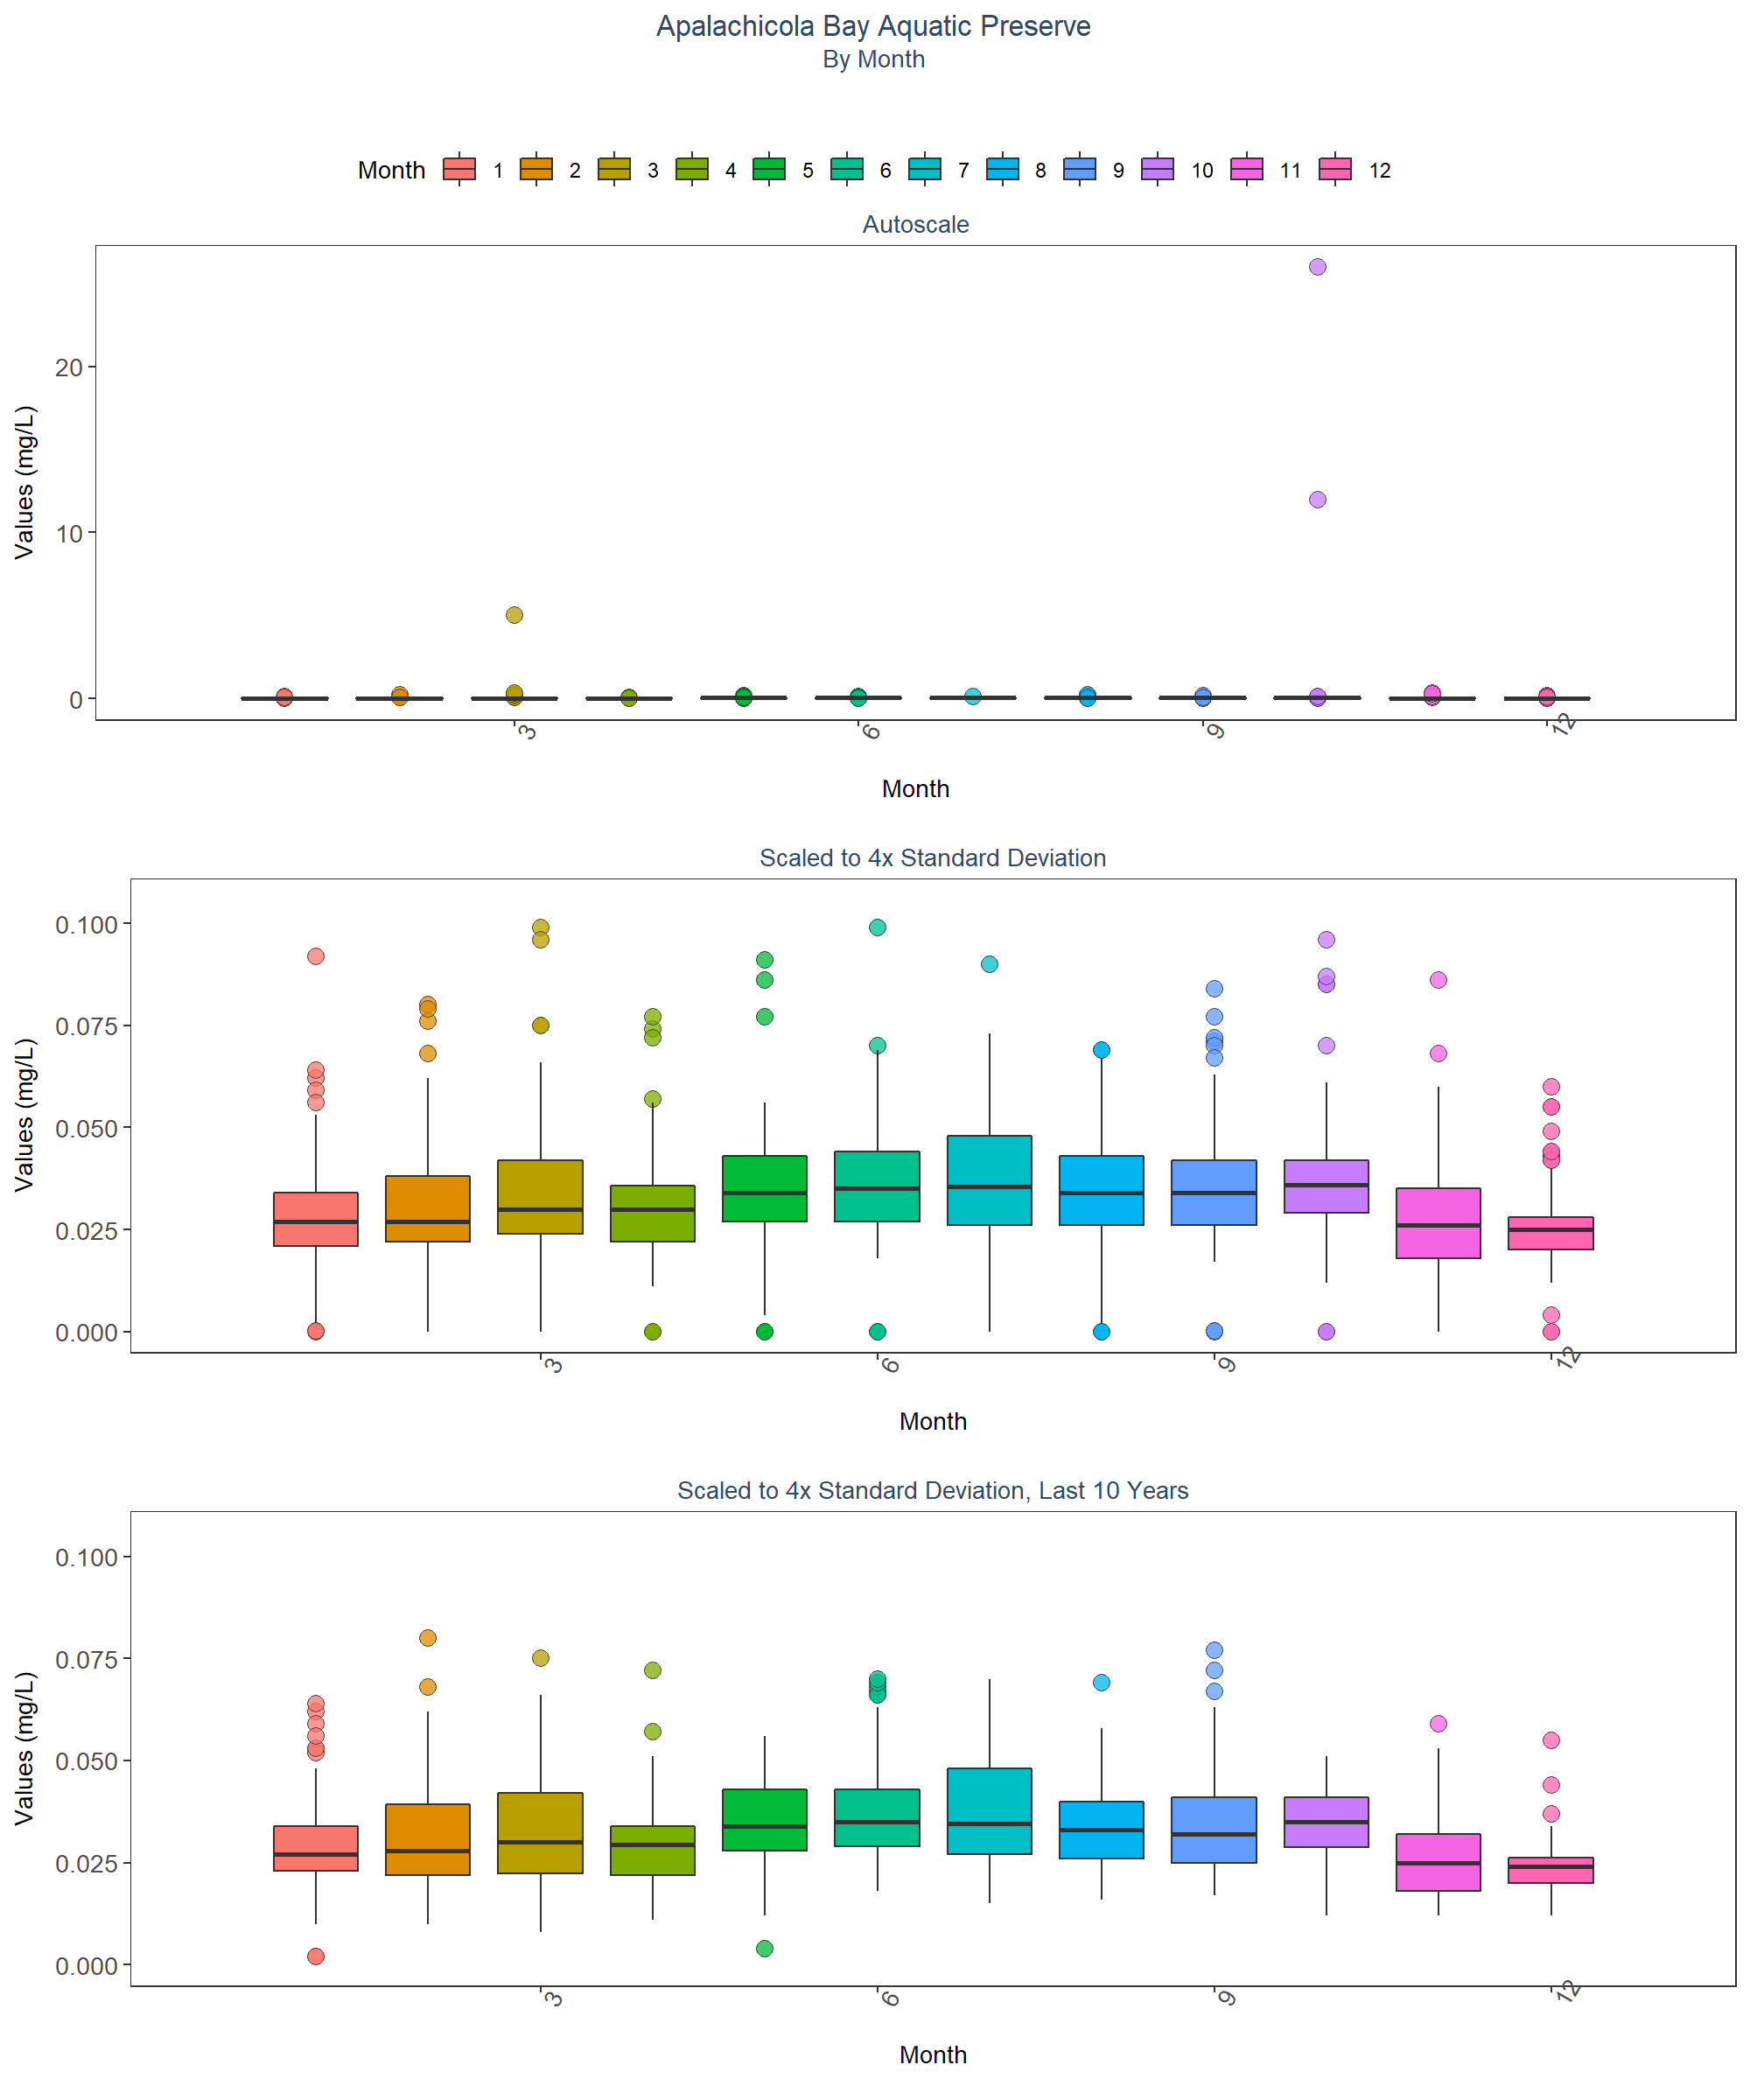 Apalachicola Bay Aquatic Preserve
By Month
Month 1 2 3 4 5 6 7 8 9 10 11 12
Autoscale
Values (mg/L)
20
10
0
3 6 9 12
Month
Scaled to 4x Standard Deviation
Values (mg/L)
0.100
0.075
0.050
0.025
0.000
3 6 9 12
Month
Scaled to 4x Standard Deviation, Last 10 Years
Values (mg/L)
0.100
0.075
0.050
0.025
0.000
3 6 9 12
Month